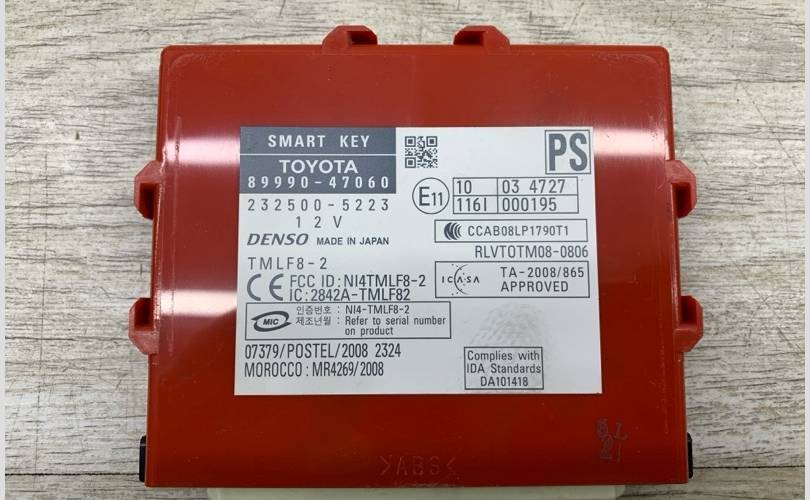 SMART KEY
TOYOTA
89990-47060
232500-5223
12V
DENSO MADE IN JAPAN
TMLF8-2
CE FCC ID:NI4TMLF8-2
IC:2842A-TMLF82
MIC 인증번호 : NI4-TMLF8-2
제조년월 : Refer to serial number
on product
07379/POSTEL/2008 2324
MOROCCO : MR4269/2008
PS
E11
10 03 4727
116I 000195
CCAB08LP1790T1
RLVTOTM08-0806
ICASA TA-2008/865
APPROVED
Complies with
IDA Standards
DA101418
>ABS<